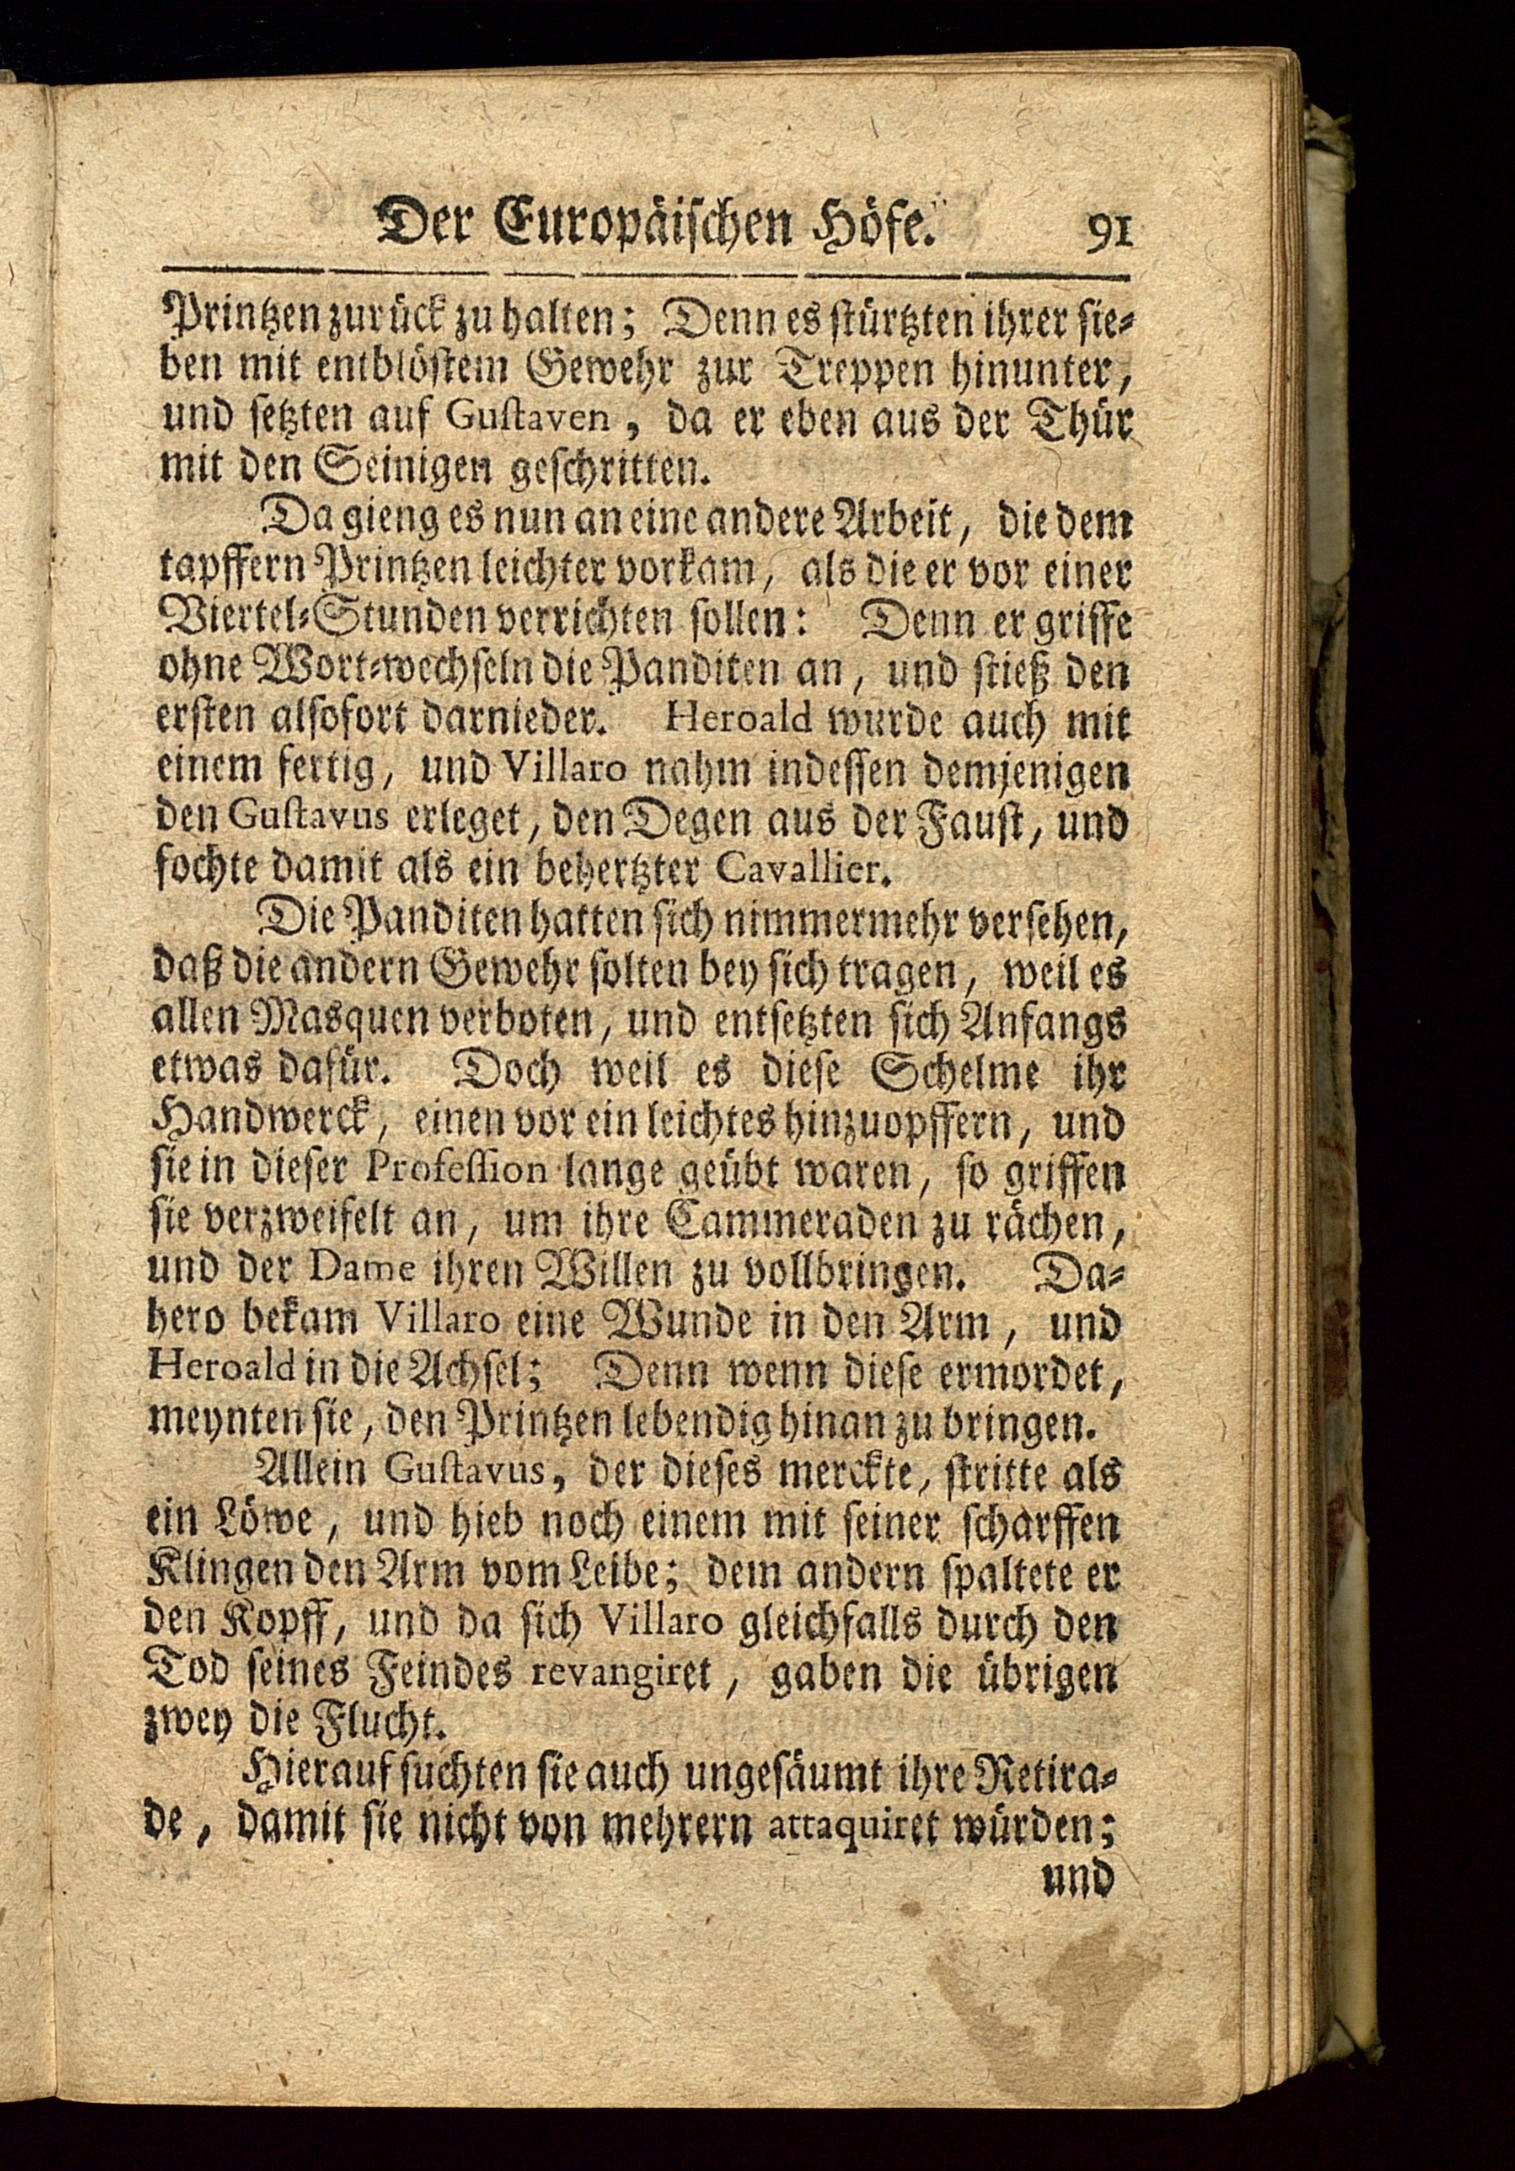 Der Europäischen Höfe. 91
Printzen zurück zu halten; Denn es stürtzten ihrer sie-
ben mit entblöstem Gewehr zur Treppen hinunter,
und setzten auf Gustaven, da er eben aus der Thür
mit den Seinigen geschritten.
Da gieng es nun an eine andere Arbeit, die dem
tapffern Printzen leichter vorkam, als die er vor einer
Viertel-Stunden verrichten sollen: Denn er griffe
ohne Wort-wechseln die Panditen an, und stieß den
ersten alsofort darnieder. Heroald wurde auch mit
einem fertig, und Villaro nahm indessen demjenigen
den Gustavus erleget, den Degen aus der Faust, und
fochte damit als ein behertzter Cavallier.
Die Panditen hatten sich nimmermehr versehen,
daß die andern Gewehr solten bey sich tragen, weil es
allen Masquen verboten, und entsetzten sich Anfangs
etwas dafür. Doch weil es diese Schelme ihr
Handwerck, einen vor ein leichtes hinzuopffern, und
sie in dieser Profession lange geübt waren, so griffen
sie verzweifelt an, um ihre Cammeraden zu rächen,
und der Dame ihren Willen zu vollbringen. Da-
hero bekam Villaro eine Wunde in den Arm, und
Heroald in die Achsel; Denn wenn diese ermordet,
meynten sie, den Printzen lebendig hinan zu bringen.
Allein Gustavus, der dieses merckte, stritte als
ein Löwe, und hieb noch einem mit seiner scharffen
Klingen den Arm vom Leibe; dem andern spaltete er
den Kopff, und da sich Villaro gleichfalls durch den
Tod seines Feindes revangiret, gaben die übrigen
zwey die Flucht.
Hierauf suchten sie auch ungesäumt ihre Retira-
de, damit sie nicht von mehrern attaquiret würden;
und